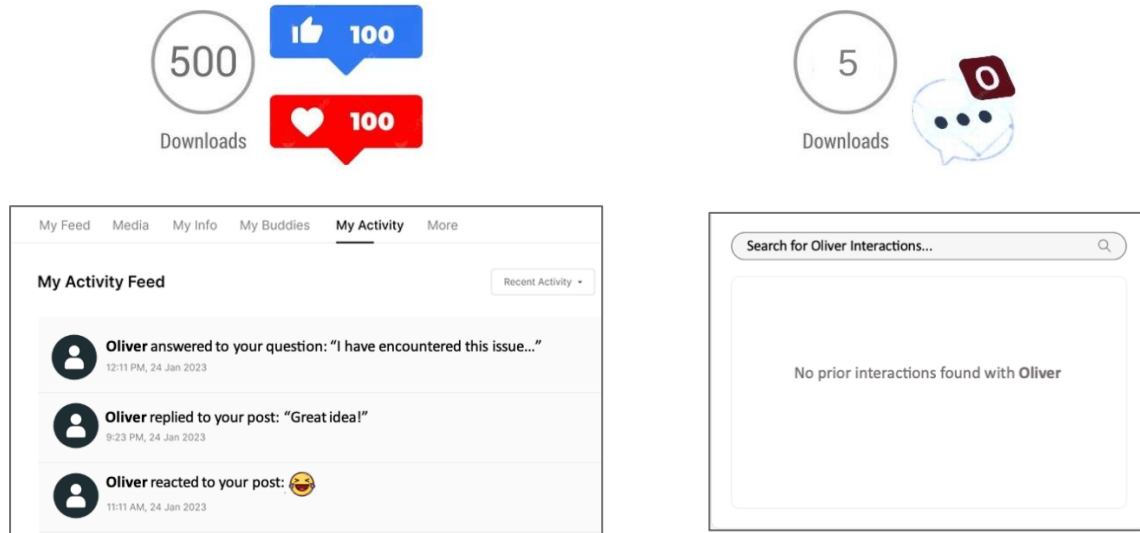 500
Downloads
100
100
5
Downloads
0
My Feed Media My Info My Buddies My Activity More
My Activity Feed
Recent Activity
Oliver answered to your question: “I have encountered this issue...”
12:11 PM, 24 Jan 2023
Oliver replied to your post: “Great idea!”
9:23 PM, 24 Jan 2023
Oliver reacted to your post:
11:11 AM, 24 Jan 2023
Search for Oliver Interactions...
No prior interactions found with Oliver